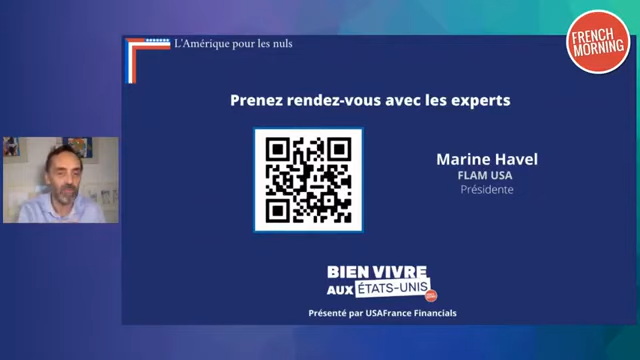 L'Amérique pour les nuls
FRENCH
MORNING
Prenez rendez-vous avec les experts
Marine Havel
FLAM USA
Présidente
BIEN VIVRE
AUX ÉTATS-UNIS
Présenté par USAFrance Financials